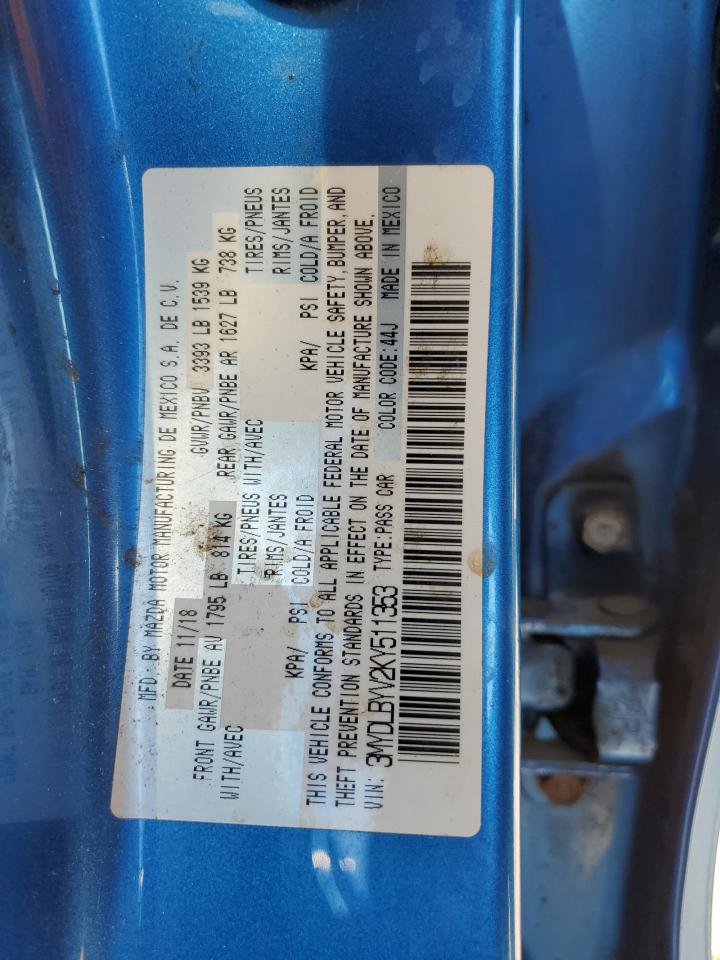 MFD. BY MAZDA MOTOR MANUFACTURING DE MEXICO S.A. DE C.V.
DATE 11/18 GVWR/PNBV 3393 LB 1539 KG
FRONT GAWR/PNBE AV 1795 LB 814 KG REAR GAWR/PNBE AR 1627 LB 738 KG
WITH/AVEC TIRES/PNEUS WITH/AVEC TIRES/PNEUS
RIMS/JANTES RIMS/JANTES
KPA/ PSI COLD/A FROID KPA/ PSI COLD/A FROID
THIS VEHICLE CONFORMS TO ALL APPLICABLE FEDERAL MOTOR VEHICLE SAFETY, BUMPER, AND
THEFT PREVENTION STANDARDS IN EFFECT ON THE DATE OF MANUFACTURE SHOWN ABOVE.
VIN: 3MYDLBYV2KY511353 TYPE:PASS CAR COLOR CODE:44J MADE IN MEXICO